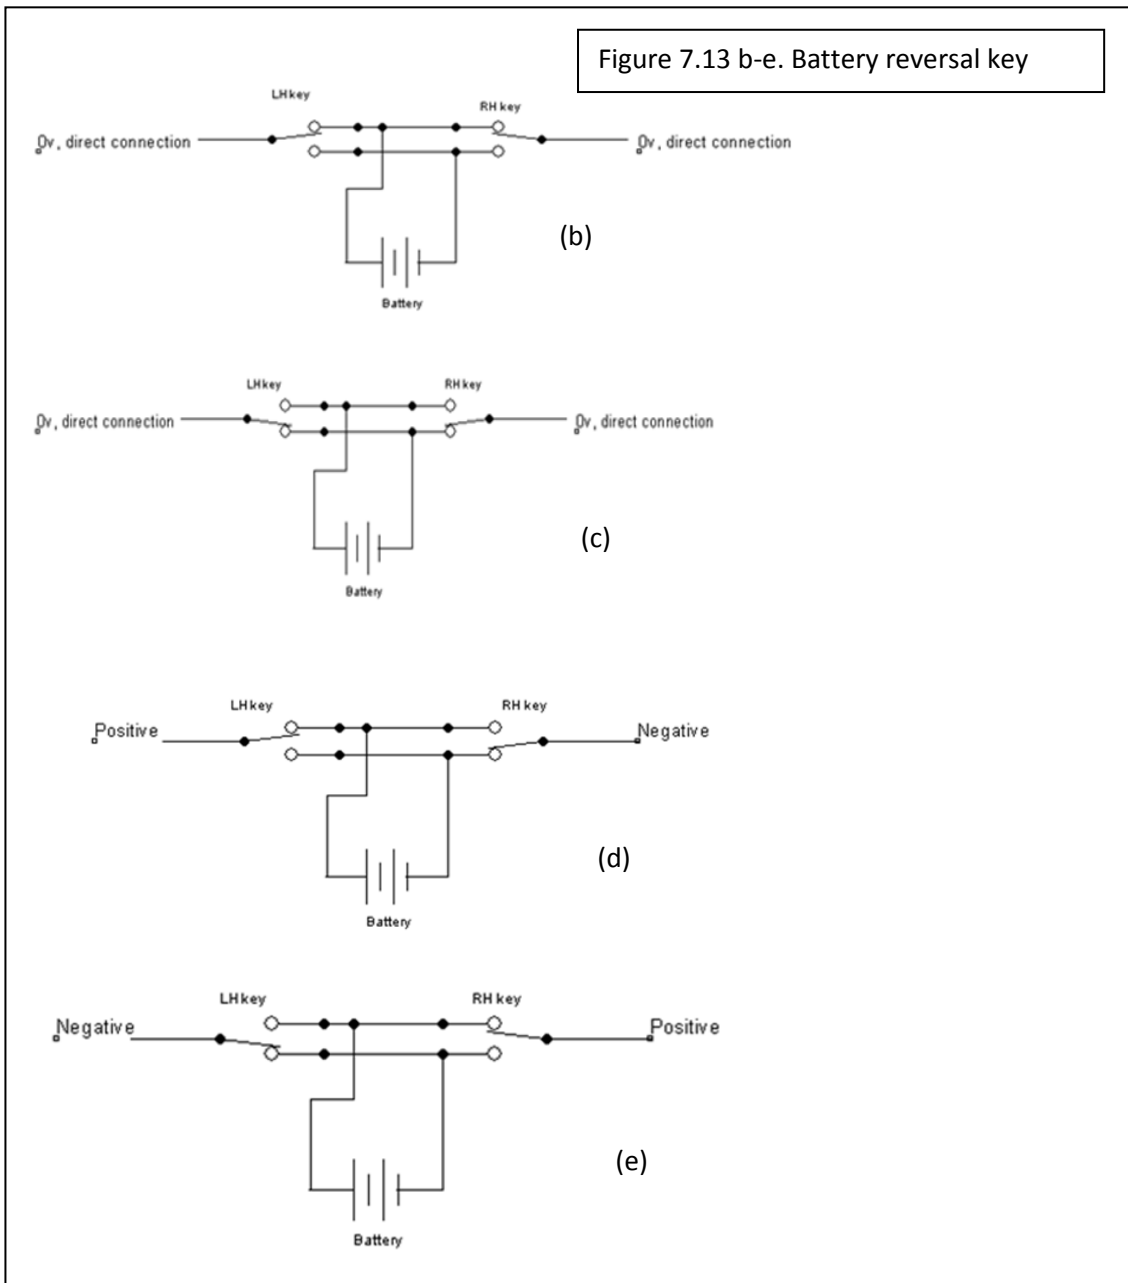 Figure 7.13 b-e. Battery reversal key
LH key
RH key
0v, direct connection
0v, direct connection
(b)
Battery
LH key
RH key
0v, direct connection
0v, direct connection
(c)
Battery
LH key
RH key
Positive
Negative
(d)
Battery
LH key
RH key
Negative
Positive
(e)
Battery